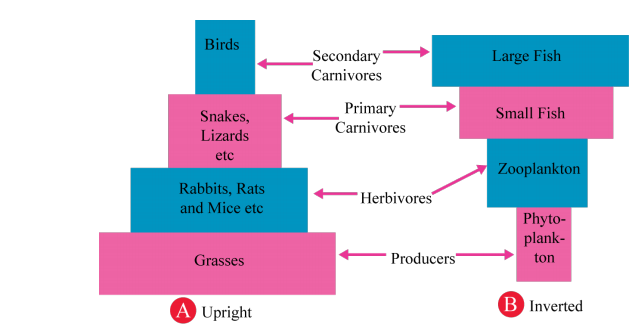 Birds
Secondary
Carnivores
Large Fish
Snakes,
Lizards
etc
Primary
Carnivores
Small Fish
Rabbits, Rats
and Mice etc
Herbivores
Zooplankton
Grasses
Producers
Phyto-
plank-
ton
A Upright
B Inverted